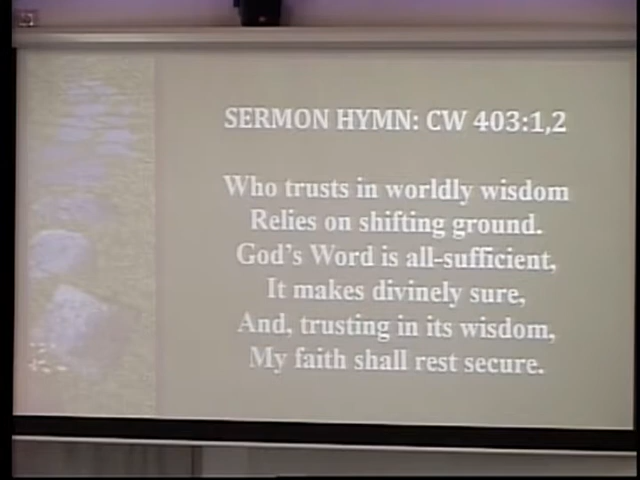 SERMON HYMN: CW 403:1,2
Who trusts in worldly wisdom
Relies on shifting ground.
God's Word is all-sufficient,
It makes divinely sure,
And, trusting in its wisdom,
My faith shall rest secure.